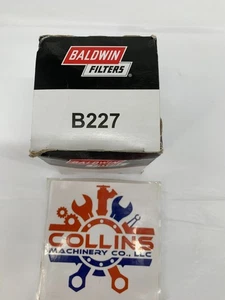 BALDWIN
FILTERS
B227
COLLINS
MACHINERY CO., LLC